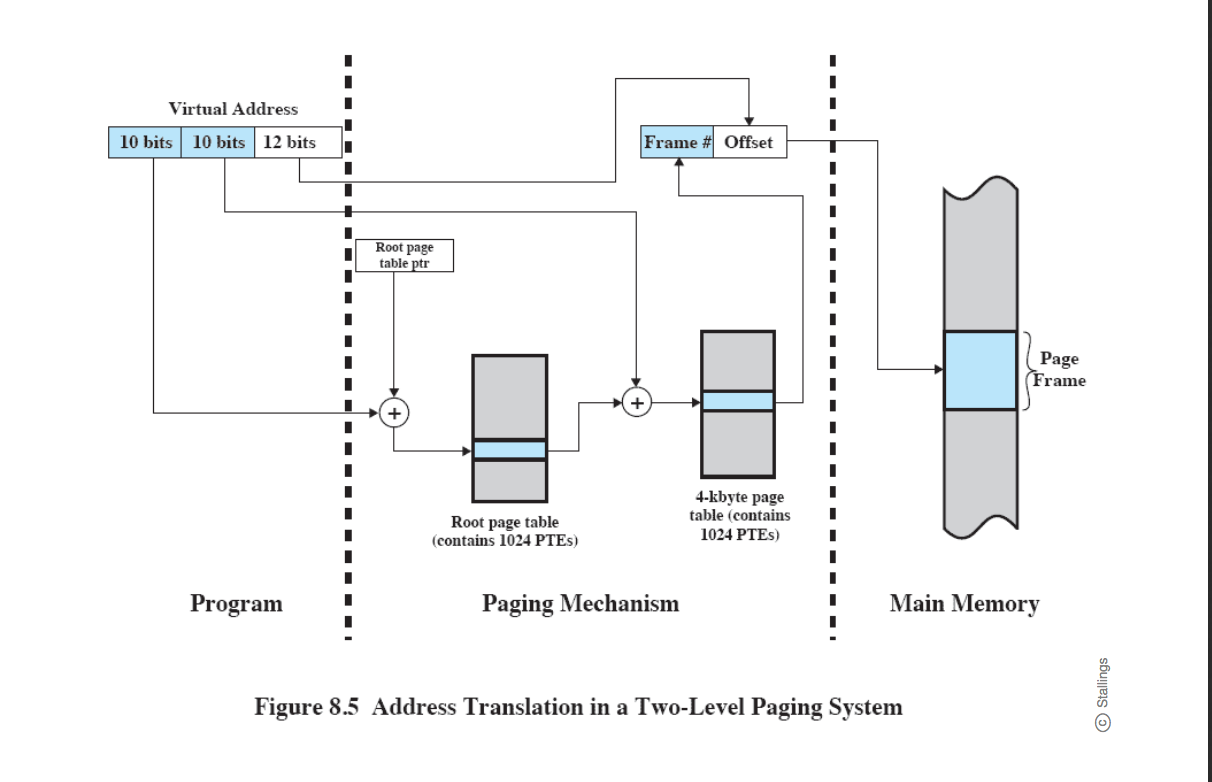 Virtual Address
10 bits 10 bits 12 bits
Frame # Offset
Root page
table ptr
Page
Frame
Root page table
(contains 1024 PTEs)
4-kbyte page
table (contains
1024 PTEs)
+
+
Program
Paging Mechanism
Main Memory
Figure 8.5 Address Translation in a Two-Level Paging System
© Stallings